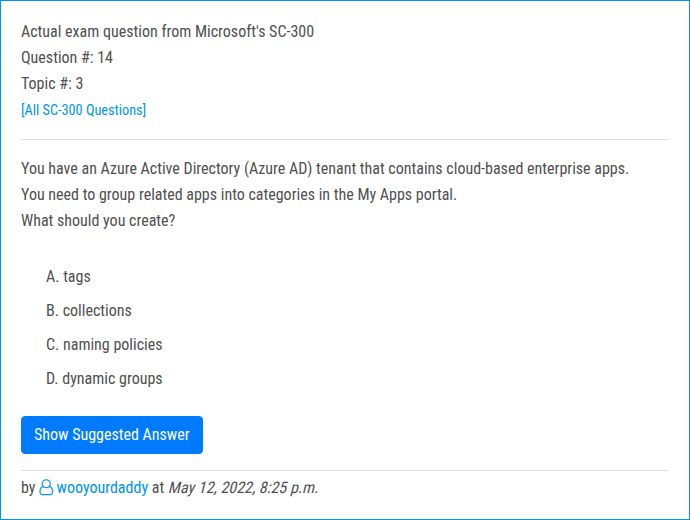 Actual exam question from Microsoft's SC-300
Question #: 14
Topic #: 3
[All SC-300 Questions]
You have an Azure Active Directory (Azure AD) tenant that contains cloud-based enterprise apps.
You need to group related apps into categories in the My Apps portal.
What should you create?
A. tags
B. collections
C. naming policies
D. dynamic groups
Show Suggested Answer
by wooyourdaddy at May 12, 2022, 8:25 p.m.